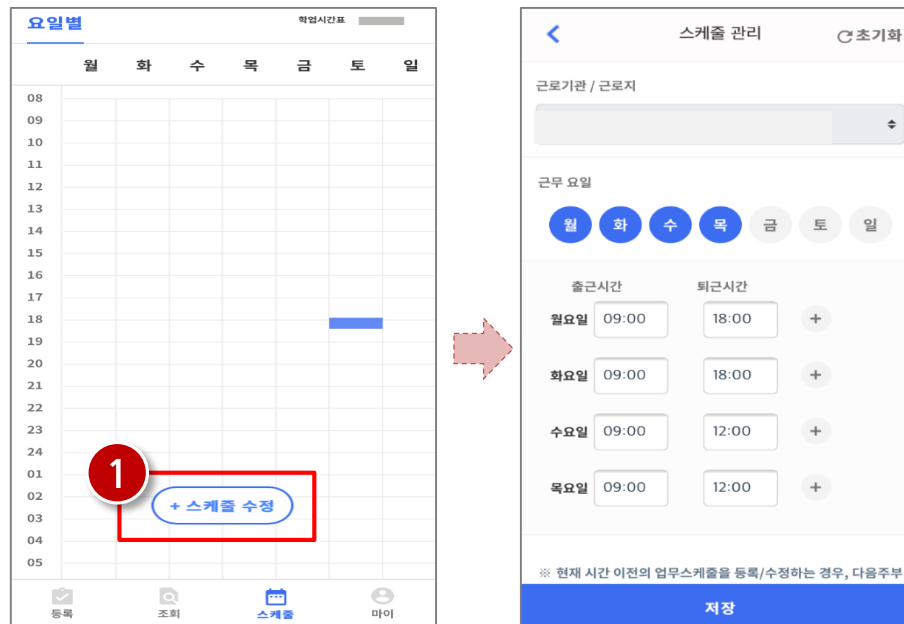 요일별
학업시간표
월 화 수 목 금 토 일
08
09
10
11
12
13
14
15
16
17
18
19
20
21
22
23
24
01
02
03
04
05
1
+ 스케줄 수정
등록 조회 스케줄 마이
스케줄 관리 초기화
근로기관 / 근로지
근무 요일
월 화 수 목 금 토 일
출근시간 퇴근시간
월요일 09:00 18:00 +
화요일 09:00 18:00 +
수요일 09:00 12:00 +
목요일 09:00 12:00 +
※ 현재 시간 이전의 업무스케줄을 등록/수정하는 경우, 다음주부
저장